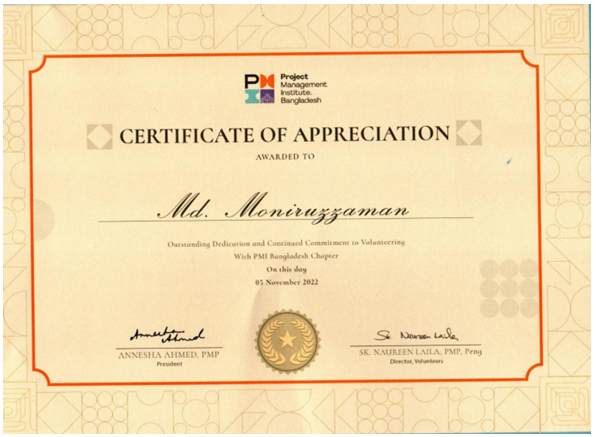 Project
Management
Institute.
Bangladesh
CERTIFICATE OF APPRECIATION
AWARDED TO
Md. Moniruzzaman
Outstanding Dedication and Continued Commitment to Volunteering
With PMI Bangladesh Chapter
On this day
05 November 2022
Annesha Ahmed
Sk. Naureen Laila
ANNESHA AHMED, PMP
SK. NAUREEN LAILA, PMP, Peng
President
Director, Volunteers